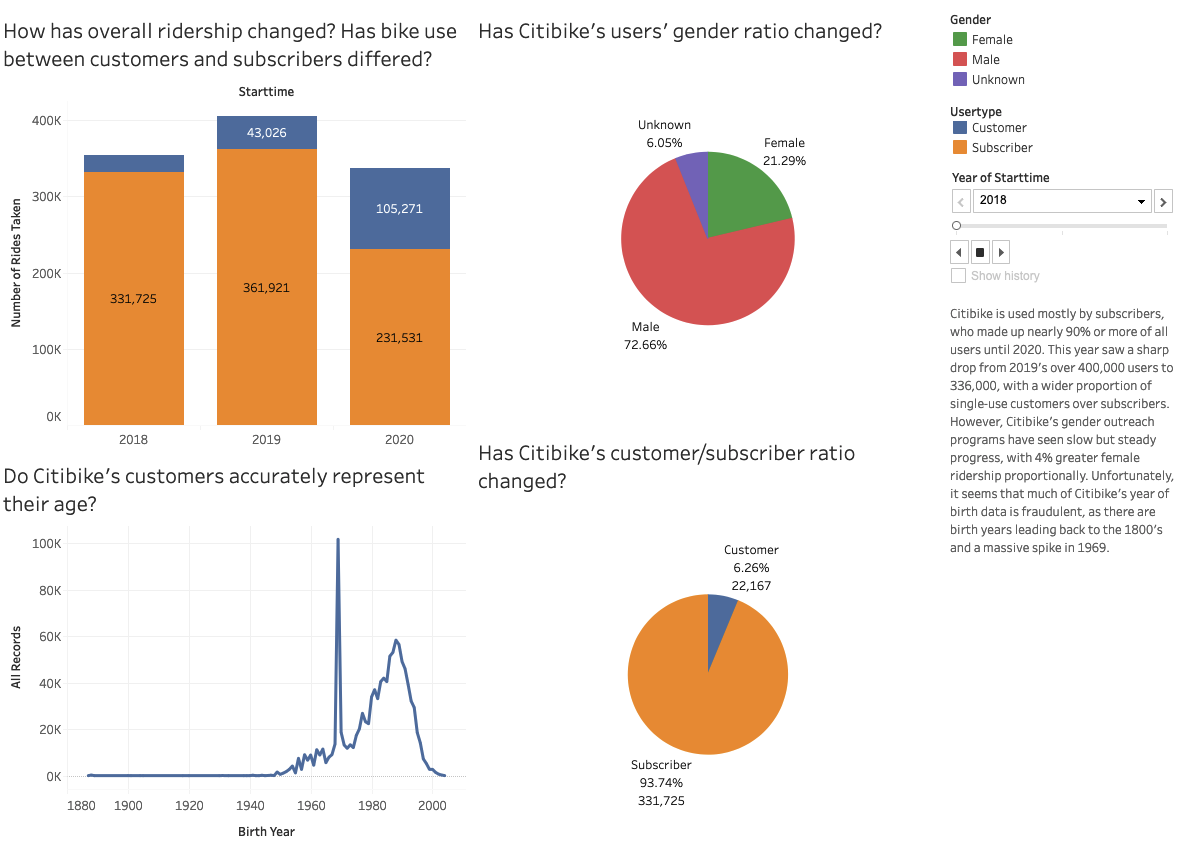 How has overall ridership changed? Has bike use
between customers and subscribers differed?
Starttime
400K
300K
200K
100K
0K
Number of Rides Taken
43,026
105,271
331,725
361,921
231,531
2018
2019
2020
Has Citibike's users' gender ratio changed?
Unknown
6.05%
Female
21.29%
Male
72.66%
Do Citibike's customers accurately represent
their age?
100K
80K
60K
40K
20K
0K
All Records
1880
1900
1920
1940
1960
1980
2000
Birth Year
Has Citibike's customer/subscriber ratio
changed?
Customer
6.26%
22,167
Subscriber
93.74%
331,725
Gender
Female
Male
Unknown
Usertype
Customer
Subscriber
Year of Starttime
2018
Show history
Citibike is used mostly by subscribers,
who made up nearly 90% or more of all
users until 2020. This year saw a sharp
drop from 2019's over 400,000 users to
336,000, with a wider proportion of
single-use customers over subscribers.
However, Citibike's gender outreach
programs have seen slow but steady
progress, with 4% greater female
ridership proportionally. Unfortunately,
it seems that much of Citibike's year of
birth data is fraudulent, as there are
birth years leading back to the 1800's
and a massive spike in 1969.